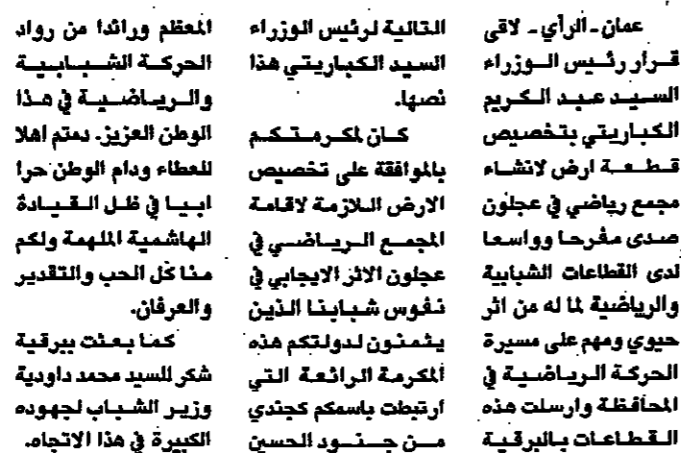 عمان ـ الرأي ـ لاقى
قرار رئيس الوزراء
السيد عبد الكريم
الكباريتي بتخصيص
قطعة ارض لانشاء
مجمع رياضي في عجلون
صدى مفرحا وواسعا
لدى القطاعات الشبابية
والرياضية لما له من اثر
حيوي ومهم على مسيرة
الحركة الرياضية في
المحافظة وارسلت هذه
القطاعات بالبرقية
التالية لرئيس الوزراء
السيد الكباريتي هذا
نصها.
كان لمكرمتكم
بالموافقة على تخصيص
الارض اللازمة لاقامة
المجمع الرياضي في
عجلون الاثر الايجابي في
نفوس شبابنا الذين
يثمنون لدولتكم هذه
المكرمة الرائعة التي
ارتبطت باسمكم كجندي
من جنود الحسين
المعظم ورائدا من رواد
الحركة الشبابية
والرياضية في هذا
الوطن العزيز. دمتم اهلا
للعطاء ودام الوطن حرا
ابيا في ظل القيادة
الهاشمية الملهمة ولكم
منا كل الحب والتقدير
والعرفان.
كما بعثت ببرقية
شكر للسيد محمد داودية
وزير الشباب لجهوده
الكبيرة في هذا الاتجاه.